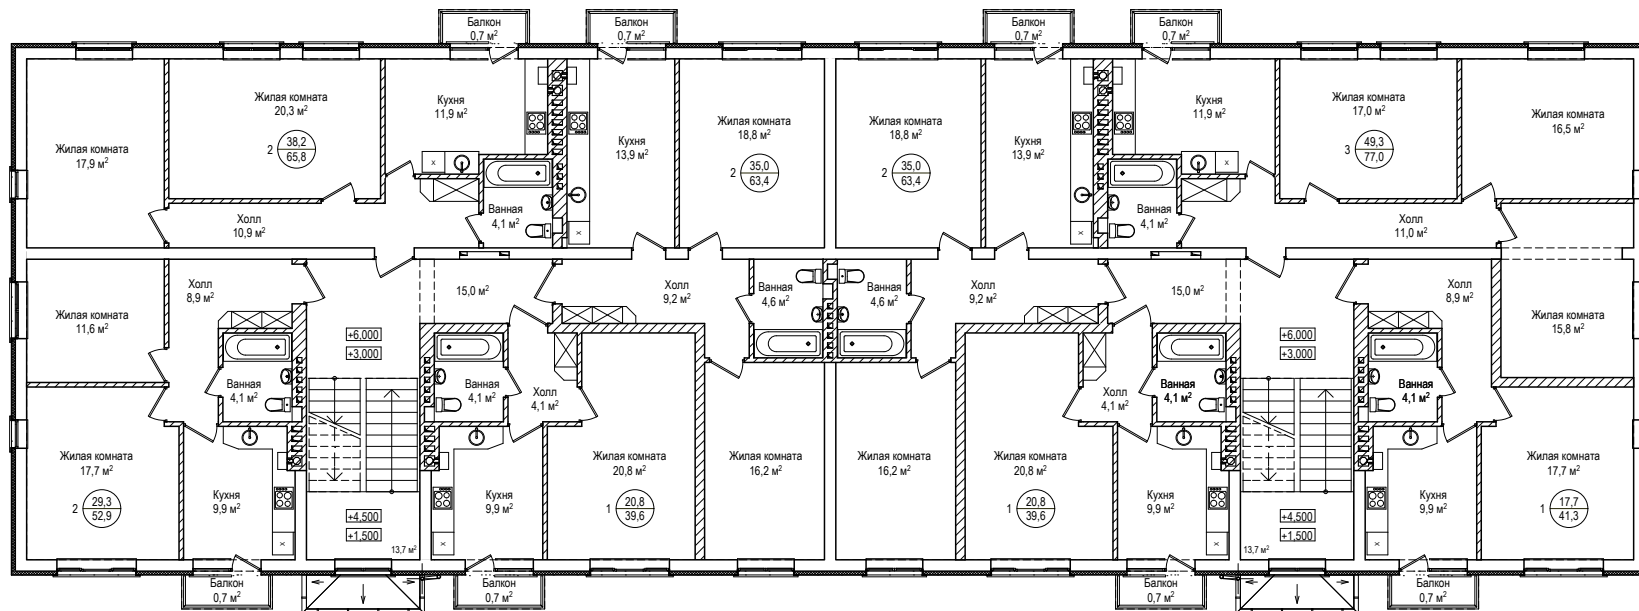 Балкон
0,7 м²
Балкон
0,7 м²
Балкон
0,7 м²
Балкон
0,7 м²
Жилая комната
17,9 м²
Жилая комната
20,3 м²
2 38,2
65,8
Кухня
11,9 м²
x
Ванная
4,1 м²
Кухня
13,9 м²
x
Жилая комната
18,8 м²
2 35,0
63,4
Жилая комната
18,8 м²
2 35,0
63,4
Кухня
13,9 м²
x
Ванная
4,1 м²
Кухня
11,9 м²
x
Жилая комната
17,0 м²
3 49,3
77,0
Жилая комната
16,5 м²
Холл
10,9 м²
Холл
11,0 м²
Жилая комната
11,6 м²
Холл
8,9 м²
15,0 м²
Холл
9,2 м²
Ванная
4,6 м²
Ванная
4,6 м²
Холл
9,2 м²
15,0 м²
Холл
8,9 м²
Жилая комната
15,8 м²
+6,000
+3,000
+6,000
+3,000
Ванная
4,1 м²
Ванная
4,1 м²
Холл
4,1 м²
Холл
4,1 м²
Ванная
4,1 м²
Ванная
4,1 м²
Жилая комната
17,7 м²
2 29,3
52,9
Кухня
9,9 м²
x
+4,500
+1,500
13,7 м²
Кухня
9,9 м²
x
Жилая комната
20,8 м²
1 20,8
39,6
Жилая комната
16,2 м²
Жилая комната
16,2 м²
Жилая комната
20,8 м²
1 20,8
39,6
Кухня
9,9 м²
x
+4,500
+1,500
13,7 м²
Кухня
9,9 м²
x
Жилая комната
17,7 м²
1 17,7
41,3
Балкон
0,7 м²
Балкон
0,7 м²
Балкон
0,7 м²
Балкон
0,7 м²